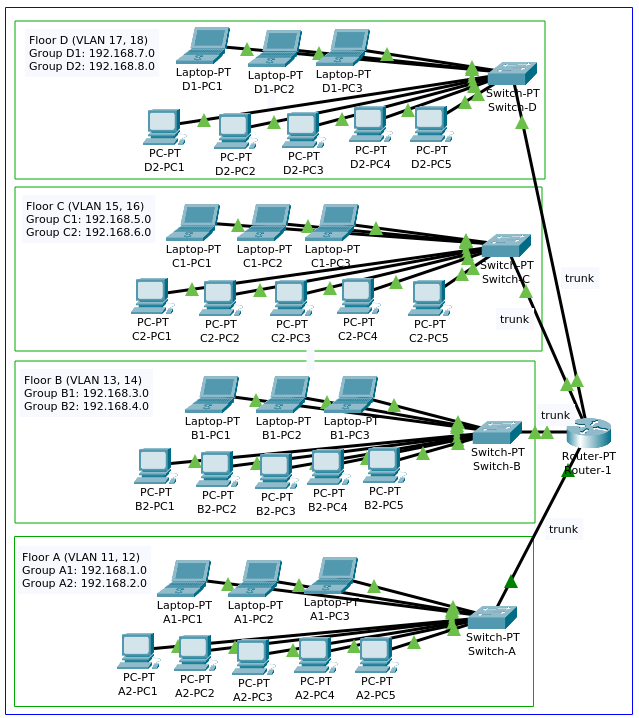 Floor D (VLAN 17, 18)
Group D1: 192.168.7.0
Group D2: 192.168.8.0
Laptop-PT
D1-PC1
Laptop-PT
D1-PC2
Laptop-PT
D1-PC3
Switch-PT
Switch-D
PC-PT
D2-PC1
PC-PT
D2-PC2
PC-PT
D2-PC3
PC-PT
D2-PC4
PC-PT
D2-PC5
Floor C (VLAN 15, 16)
Group C1: 192.168.5.0
Group C2: 192.168.6.0
Laptop-PT
C1-PC1
Laptop-PT
C1-PC2
Laptop-PT
C1-PC3
Switch-PT
Switch-C
PC-PT
C2-PC1
PC-PT
C2-PC2
PC-PT
C2-PC3
PC-PT
C2-PC4
PC-PT
C2-PC5
trunk
trunk
Floor B (VLAN 13, 14)
Group B1: 192.168.3.0
Group B2: 192.168.4.0
Laptop-PT
B1-PC1
Laptop-PT
B1-PC2
Laptop-PT
B1-PC3
Switch-PT
Switch-B
PC-PT
B2-PC1
PC-PT
B2-PC2
PC-PT
B2-PC3
PC-PT
B2-PC4
PC-PT
B2-PC5
trunk
Router-PT
Router-1
trunk
Floor A (VLAN 11, 12)
Group A1: 192.168.1.0
Group A2: 192.168.2.0
Laptop-PT
A1-PC1
Laptop-PT
A1-PC2
Laptop-PT
A1-PC3
Switch-PT
Switch-A
PC-PT
A2-PC1
PC-PT
A2-PC2
PC-PT
A2-PC3
PC-PT
A2-PC4
PC-PT
A2-PC5